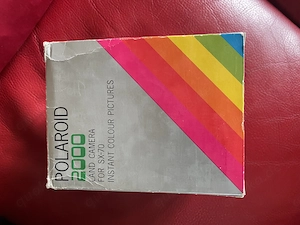 POLAROID
2000
LAND CAMERA
FOR SX-70
INSTANT COLOUR PICTURES